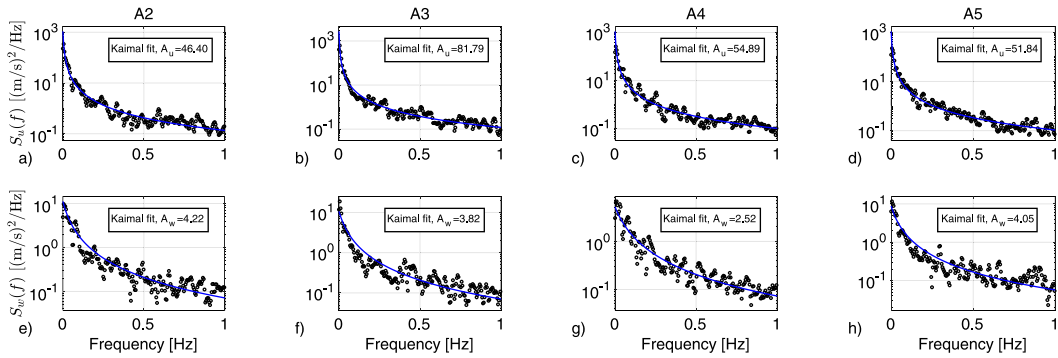 A2 A3 A4 A5
S_u(f) [(m/s)^2/Hz]
10^3 10^3 10^3 10^3
Kaimal fit, A_u=46.40 Kaimal fit, A_u=81.79 Kaimal fit, A_u=54.89 Kaimal fit, A_u=51.84
10^1 10^1 10^1 10^1
10^-1 10^-1 10^-1 10^-1
0 0.5 1 0 0.5 1 0 0.5 1 0 0.5 1
a) b) c) d)
S_w(f) [(m/s)^2/Hz]
10^1 10^1 10^1 10^1
Kaimal fit, A_w=4.22 Kaimal fit, A_w=3.82 Kaimal fit, A_w=2.52 Kaimal fit, A_w=4.05
10^0 10^0 10^0 10^0
10^-1 10^-1 10^-1 10^-1
0 0.5 1 0 0.5 1 0 0.5 1 0 0.5 1
e) f) g) h)
Frequency [Hz] Frequency [Hz] Frequency [Hz] Frequency [Hz]